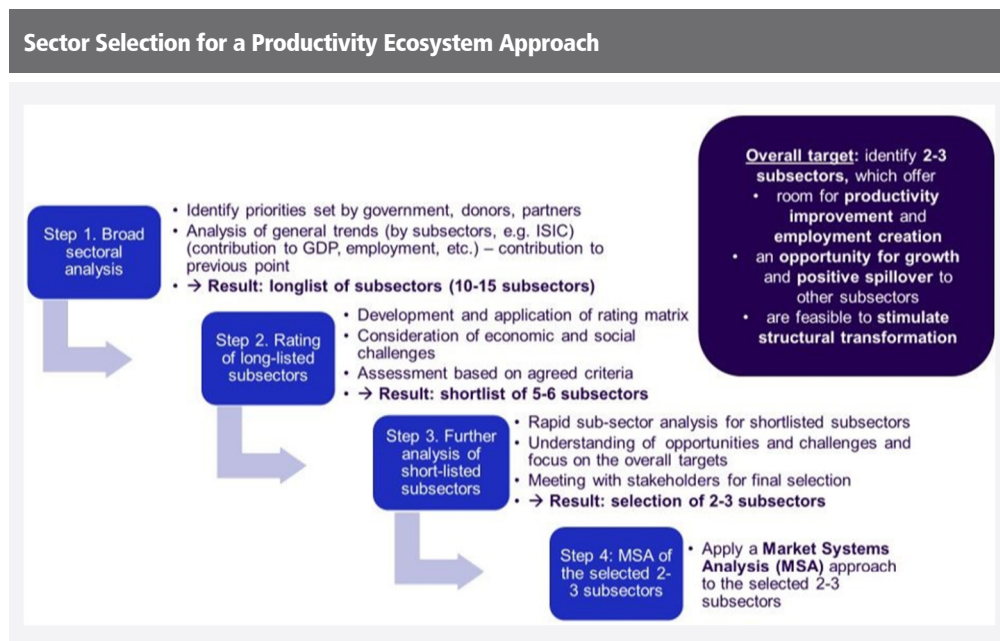 Sector Selection for a Productivity Ecosystem Approach
Overall target: identify 2-3
subsectors, which offer
• room for productivity
improvement and
employment creation
• an opportunity for growth
and positive spillover to
other subsectors
• are feasible to stimulate
structural transformation
Step 1. Broad
sectoral
analysis
• Identify priorities set by government, donors, partners
• Analysis of general trends (by subsectors, e.g. ISIC)
(contribution to GDP, employment, etc.) – contribution to
previous point
• → Result: longlist of subsectors (10-15 subsectors)
Step 2. Rating
of long-listed
subsectors
• Development and application of rating matrix
• Consideration of economic and social
challenges
• Assessment based on agreed criteria
• → Result: shortlist of 5-6 subsectors
Step 3. Further
analysis of
short-listed
subsectors
• Rapid sub-sector analysis for shortlisted subsectors
• Understanding of opportunities and challenges and
focus on the overall targets
• Meeting with stakeholders for final selection
• → Result: selection of 2-3 subsectors
Step 4: MSA of
the selected 2-
3 subsectors
• Apply a Market Systems
Analysis (MSA) approach
to the selected 2-3
subsectors